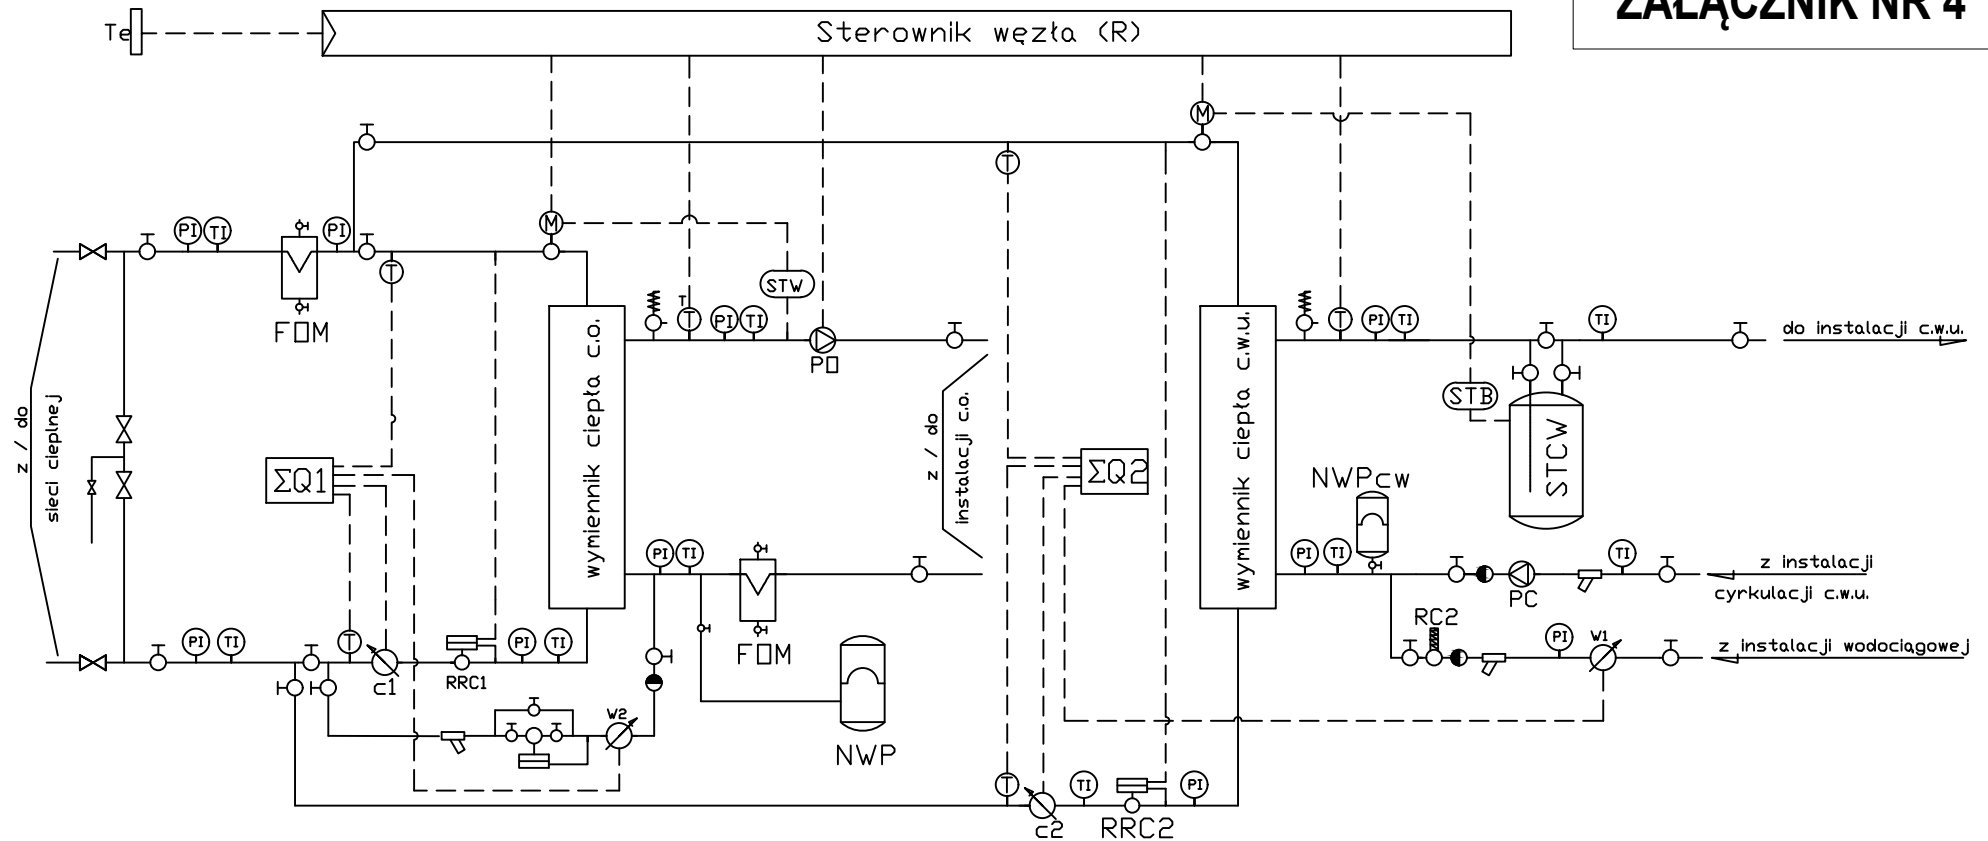 ZAŁĄCZNIK NR 4
Te
Sterownik węzła (R)
M
T
M
PI
TI
PI
T
FOM
STW
T
T
PI
TI
PO
T
PI
TI
TI
do instalacji c.w.u.
STB
STCW
z / do
sieci cieplnej
ΣQ1
wymiennik ciepła c.o.
z / do
instalacji c.o.
ΣQ2
wymiennik ciepła c.w.u.
NWPcw
PI
TI
FOM
PI
TI
PC
TI
z instalacji
cyrkulacji c.w.u.
RC2
PI
W1
z instalacji wodociągowej
PI
TI
T
c1
RRC1
PI
TI
W2
NWP
T
c2
TI
RRC2
PI